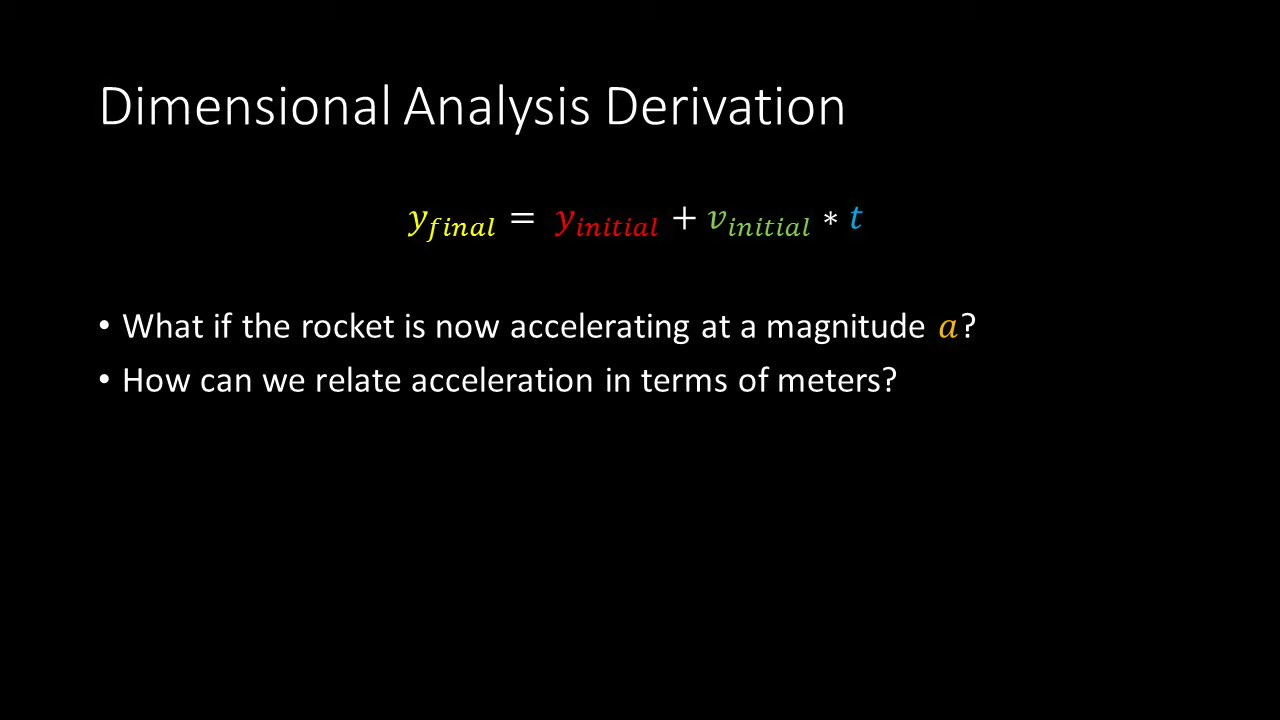 Dimensional Analysis Derivation
y_final = y_initial + v_initial * t
• What if the rocket is now accelerating at a magnitude a?
• How can we relate acceleration in terms of meters?